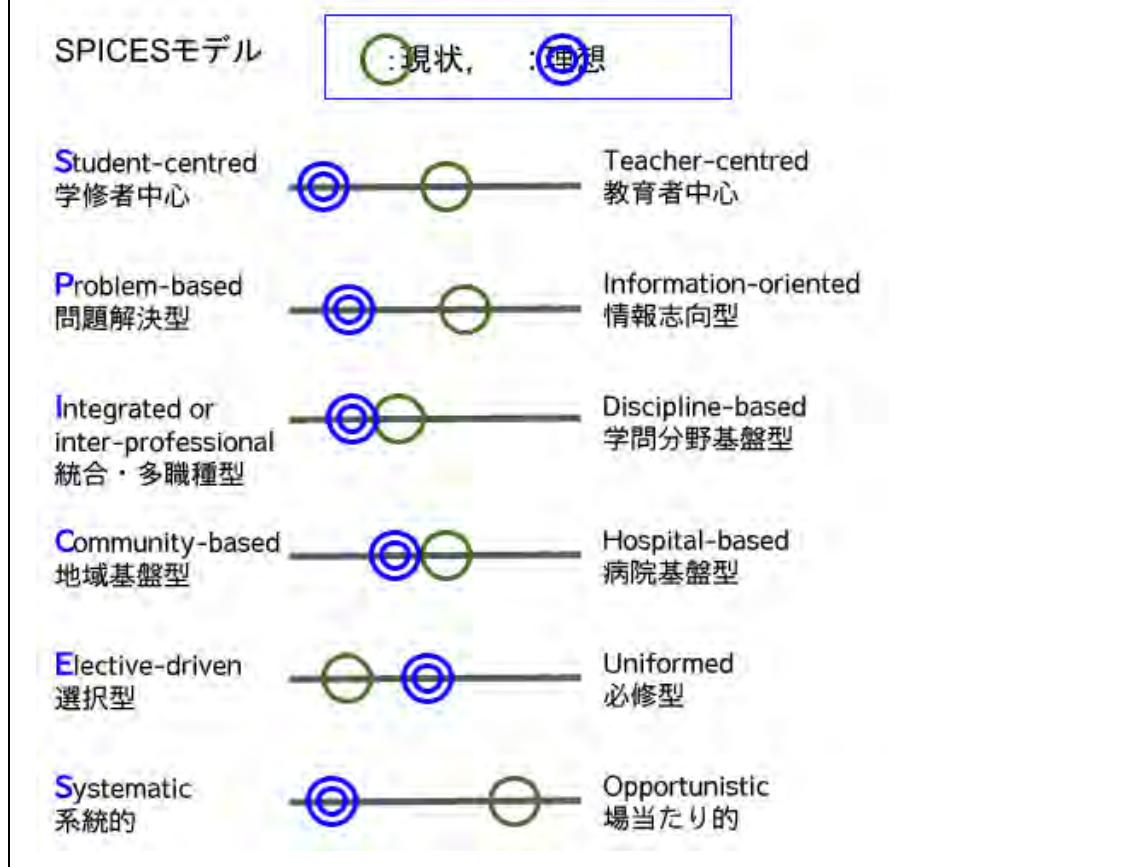 SPICESモデル
:現状, :理想
Student-centred
学修者中心
Teacher-centred
教育者中心
Problem-based
問題解決型
Information-oriented
情報志向型
Integrated or
inter-professional
統合・多職種型
Discipline-based
学問分野基盤型
Community-based
地域基盤型
Hospital-based
病院基盤型
Elective-driven
選択型
Uniformed
必修型
Systematic
系統的
Opportunistic
場当たり的